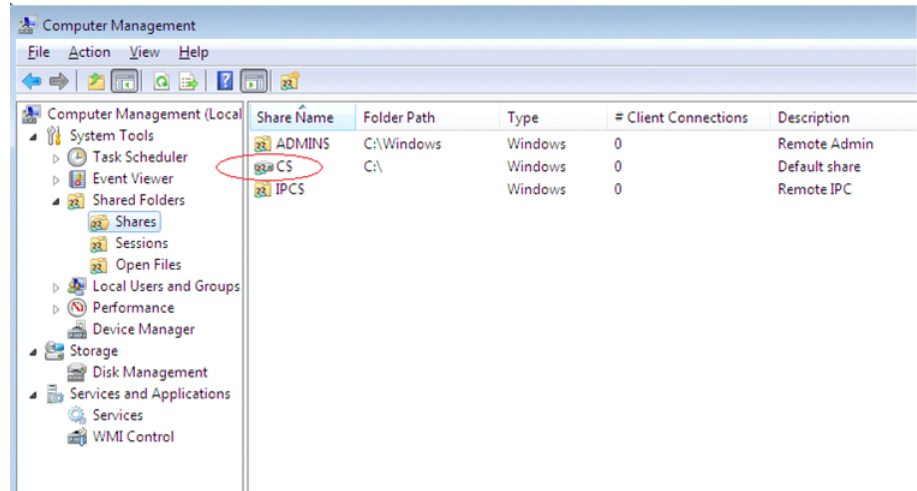 Computer Management
File Action View Help
Computer Management (Local
System Tools
Task Scheduler
Event Viewer
Shared Folders
Shares
Sessions
Open Files
Local Users and Groups
Performance
Device Manager
Storage
Disk Management
Services and Applications
Services
WMI Control
Share Name Folder Path Type # Client Connections Description
ADMIN$ C:\Windows Windows 0 Remote Admin
C$ C:\ Windows 0 Default share
IPC$ Windows 0 Remote IPC